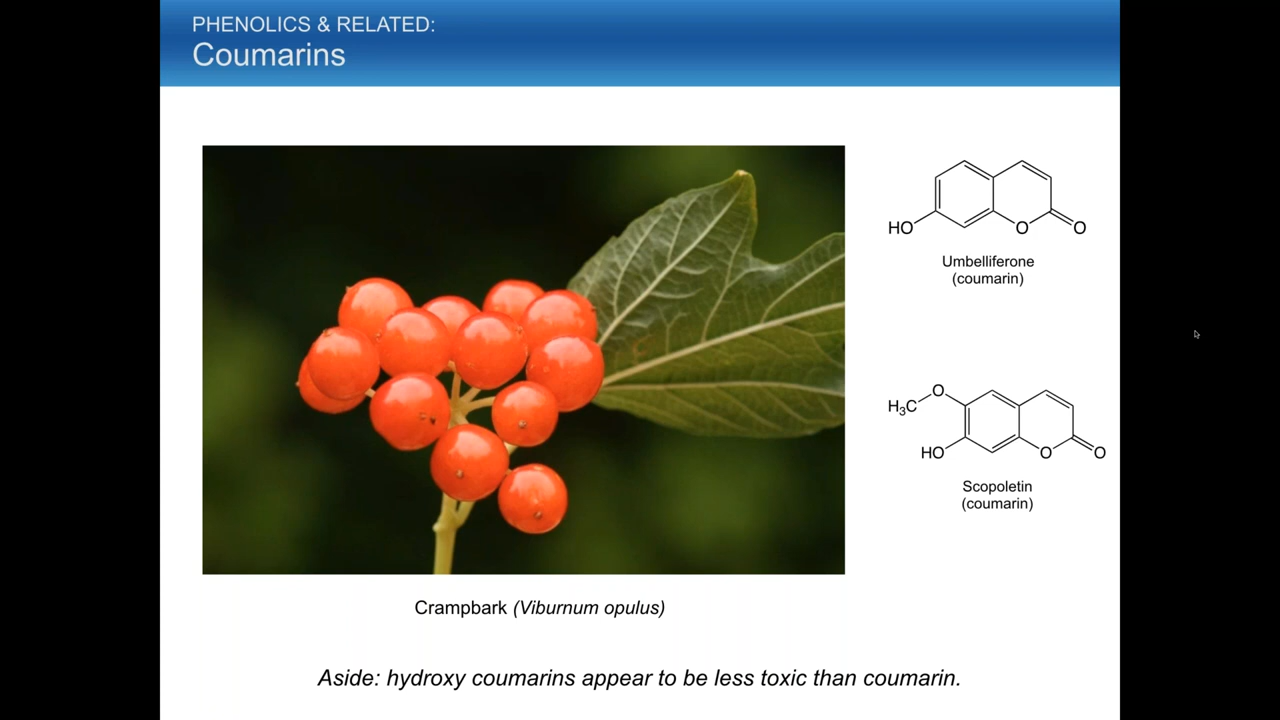 PHENOLICS & RELATED:
Coumarins
HO
O
O
Umbelliferone
(coumarin)
H₃C
O
HO
O
O
Scopoletin
(coumarin)
Crampbark (Viburnum opulus)
Aside: hydroxy coumarins appear to be less toxic than coumarin.